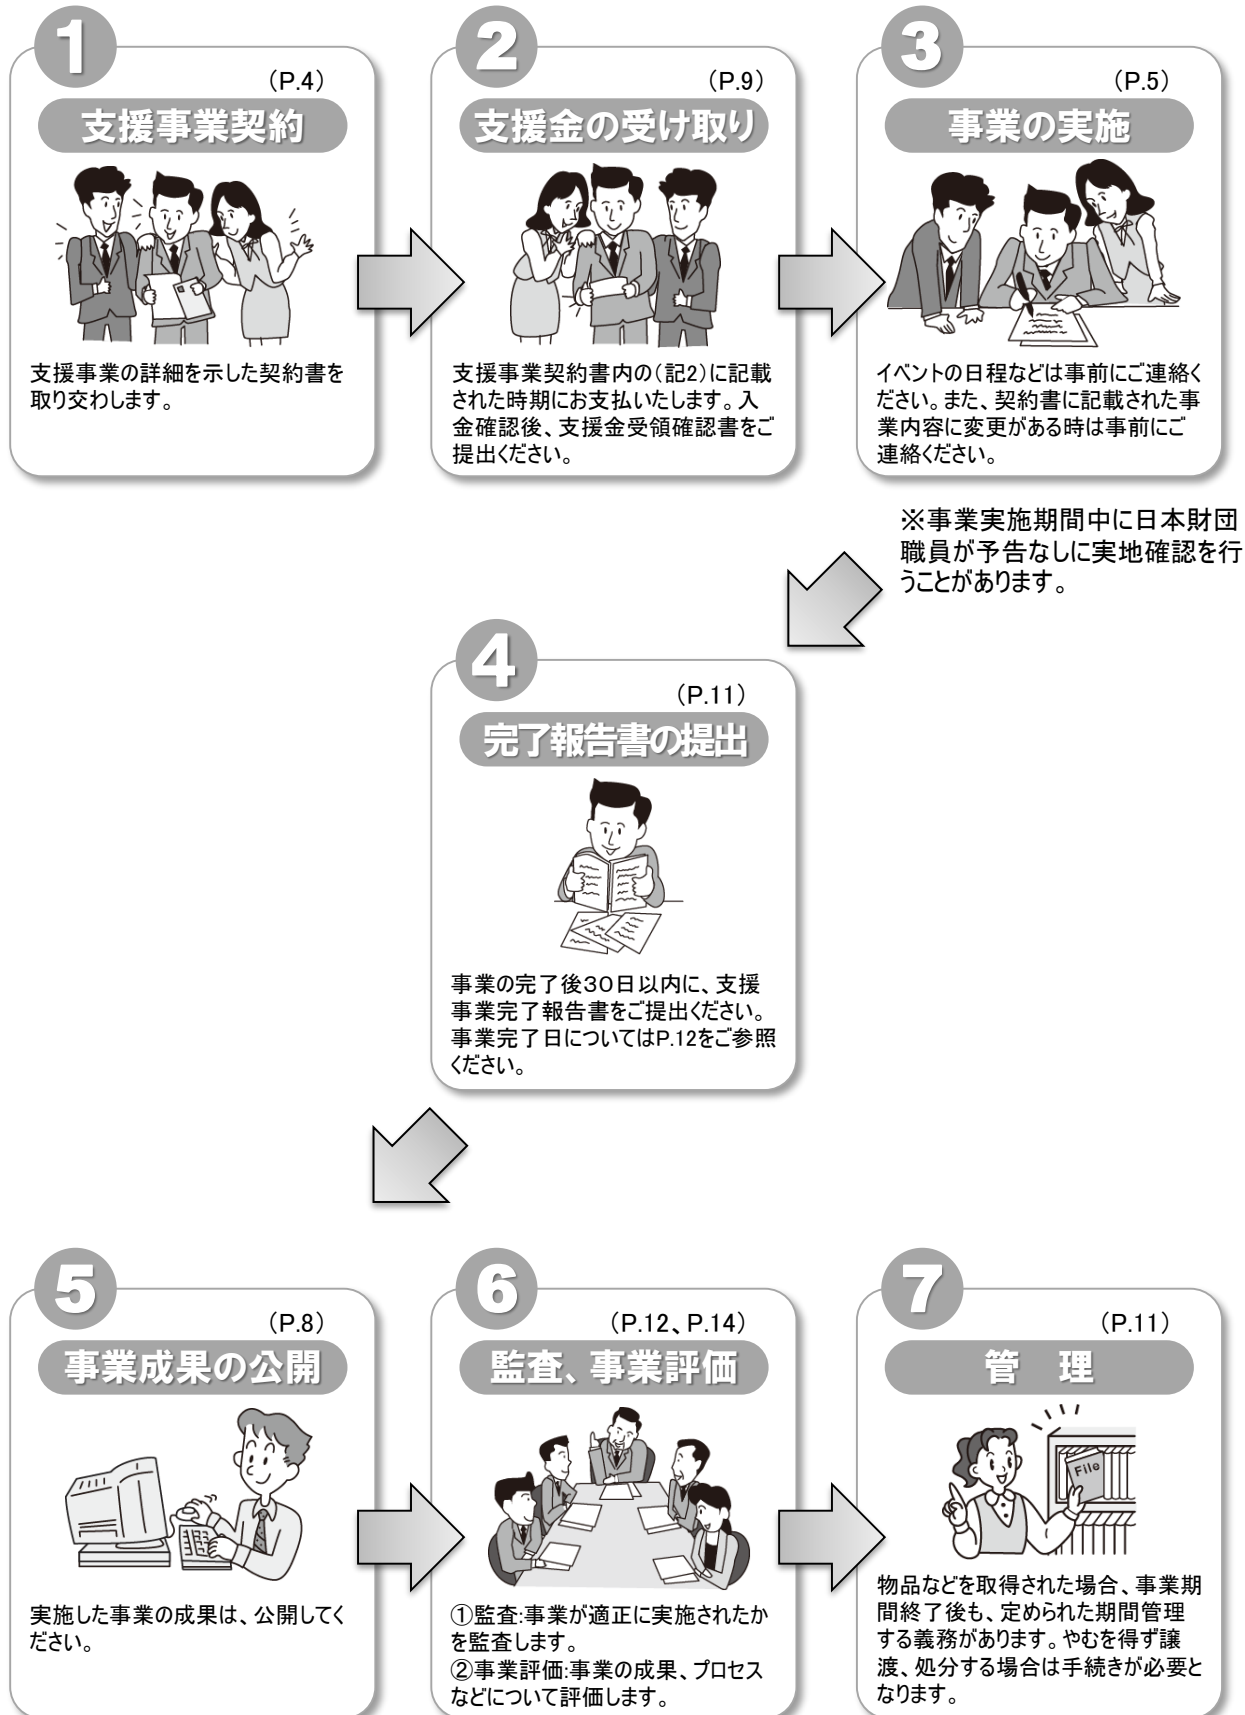 1
（P.4）
支援事業契約
支援事業の詳細を示した契約書を
取り交わします。
2
（P.9）
支援金の受け取り
支援事業契約書内の（記2）に記載
された時期にお支払いたします。入
金確認後、支援金受領確認書をご
提出ください。
3
（P.5）
事業の実施
イベントの日程などは事前にご連絡く
ださい。また、契約書に記載された事
業内容に変更がある時は事前にご
連絡ください。
※事業実施期間中に日本財団
職員が予告なしに実地確認を行
うことがあります。
4
（P.11）
完了報告書の提出
事業の完了後３０日以内に、支援
事業完了報告書をご提出ください。
事業完了日についてはP.12をご参照
ください。
5
（P.8）
事業成果の公開
実施した事業の成果は、公開してく
ださい。
6
（P.12、P.14）
監査、事業評価
①監査:事業が適正に実施されたか
を監査します。
②事業評価:事業の成果、プロセス
などについて評価します。
7
（P.11）
管　理
File
物品などを取得された場合、事業期
間終了後も、定められた期間管理
する義務があります。やむを得ず譲
渡、処分する場合は手続きが必要と
なります。